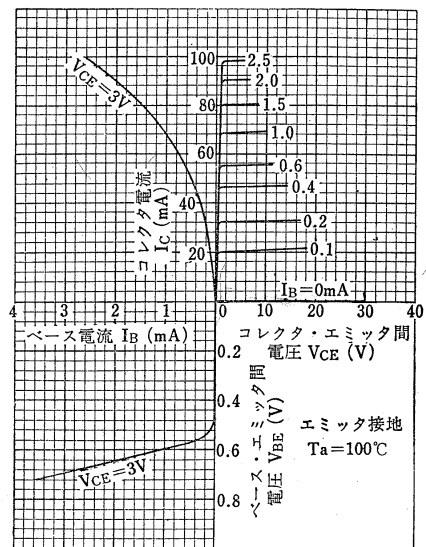 100
80
60
40
20
VCE=3V
コレクタ電流
IC (mA)
2.5
2.0
1.5
1.0
0.6
0.4
0.2
0.1
IB=0mA
4 3 2 1 0 10 20 30 40
ベース電流 IB (mA)
コレクタ・エミッタ間
電圧 VCE (V)
0.2
0.4
0.6
0.8
ベース・エミッタ間
電圧 VBE (V)
エミッタ接地
Ta=100℃
VCE=3V